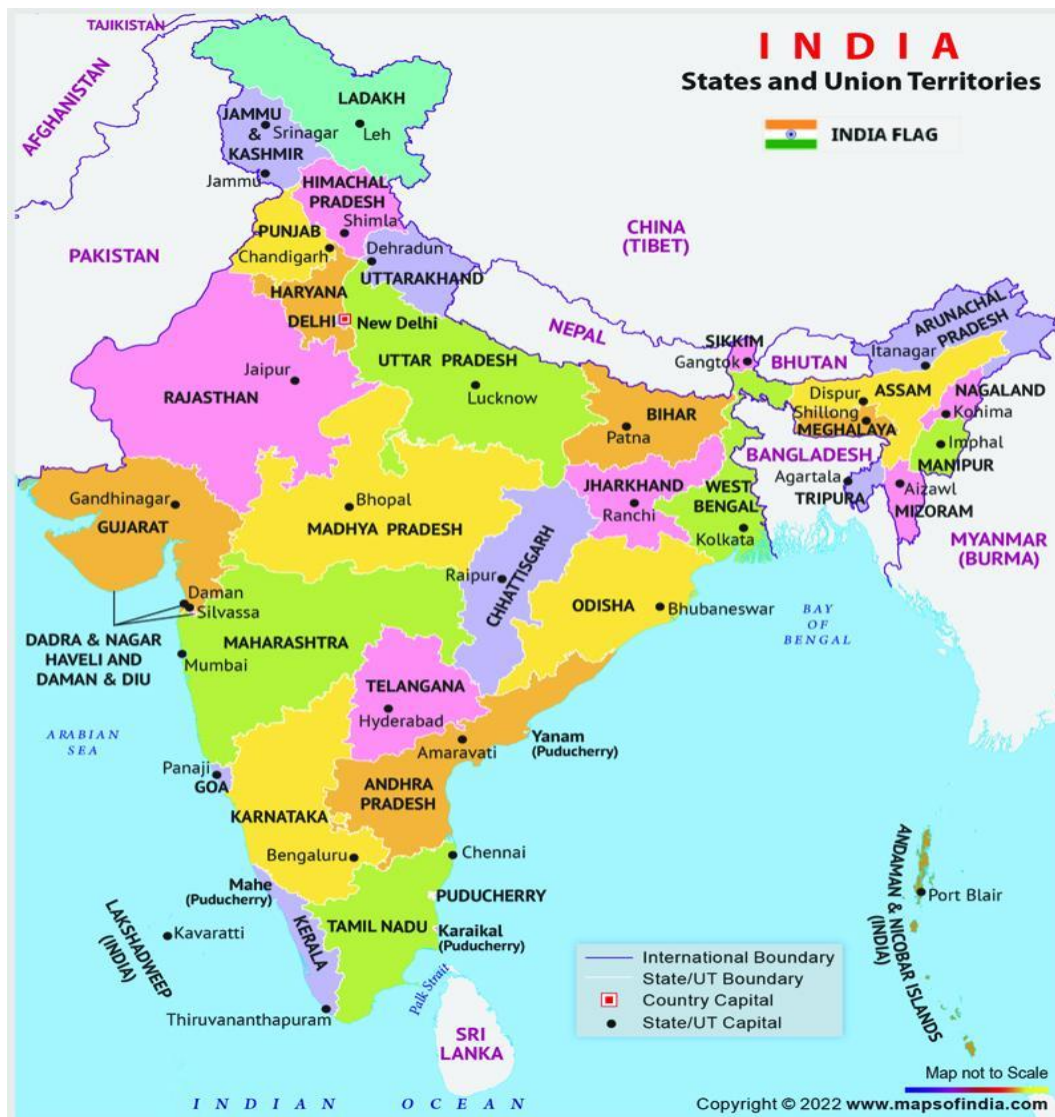 TAJIKISTAN
AFGHANISTAN
INDIA
States and Union Territories
INDIA FLAG
LADAKH
Leh
JAMMU
&
KASHMIR
Srinagar
Jammu
HIMACHAL
PRADESH
Shimla
PUNJAB
Chandigarh
Dehradun
UTTARAKHAND
CHINA
(TIBET)
PAKISTAN
HARYANA
DELHI
New Delhi
NEPAL
SIKKIM
Gangtok
BHUTAN
ARUNACHAL
PRADESH
Itanagar
UTTAR PRADESH
Lucknow
Jaipur
RAJASTHAN
BIHAR
Patna
Dispur
ASSAM
NAGALAND
Kohima
Shillong
MEGHALAYA
Imphal
MANIPUR
BANGLADESH
Agartala
TRIPURA
Aizawl
MIZORAM
MYANMAR
(BURMA)
Gandhinagar
GUJARAT
Bhopal
MADHYA PRADESH
JHARKHAND
Ranchi
WEST
BENGAL
Kolkata
Raipur
CHHATTISGARH
ODISHA
Bhubaneswar
BAY
OF
BENGAL
Daman
Silvassa
DADRA & NAGAR
HAVELI AND
DAMAN & DIU
MAHARASHTRA
Mumbai
TELANGANA
Hyderabad
ARABIAN
SEA
Amaravati
Yanam
(Puducherry)
Panaji
GOA
ANDHRA
PRADESH
KARNATAKA
Bengaluru
Chennai
Mahe
(Puducherry)
PUDUCHERRY
TAMIL NADU
Karaikal
(Puducherry)
KERALA
LAKSHADWEEP
(INDIA)
Kavaratti
Thiruvananthapuram
Palk Strait
SRI
LANKA
ANDAMAN & NICOBAR ISLANDS
(INDIA)
Port Blair
International Boundary
State/UT Boundary
Country Capital
State/UT Capital
INDIAN OCEAN
Map not to Scale
Copyright © 2022 www.mapsofindia.com